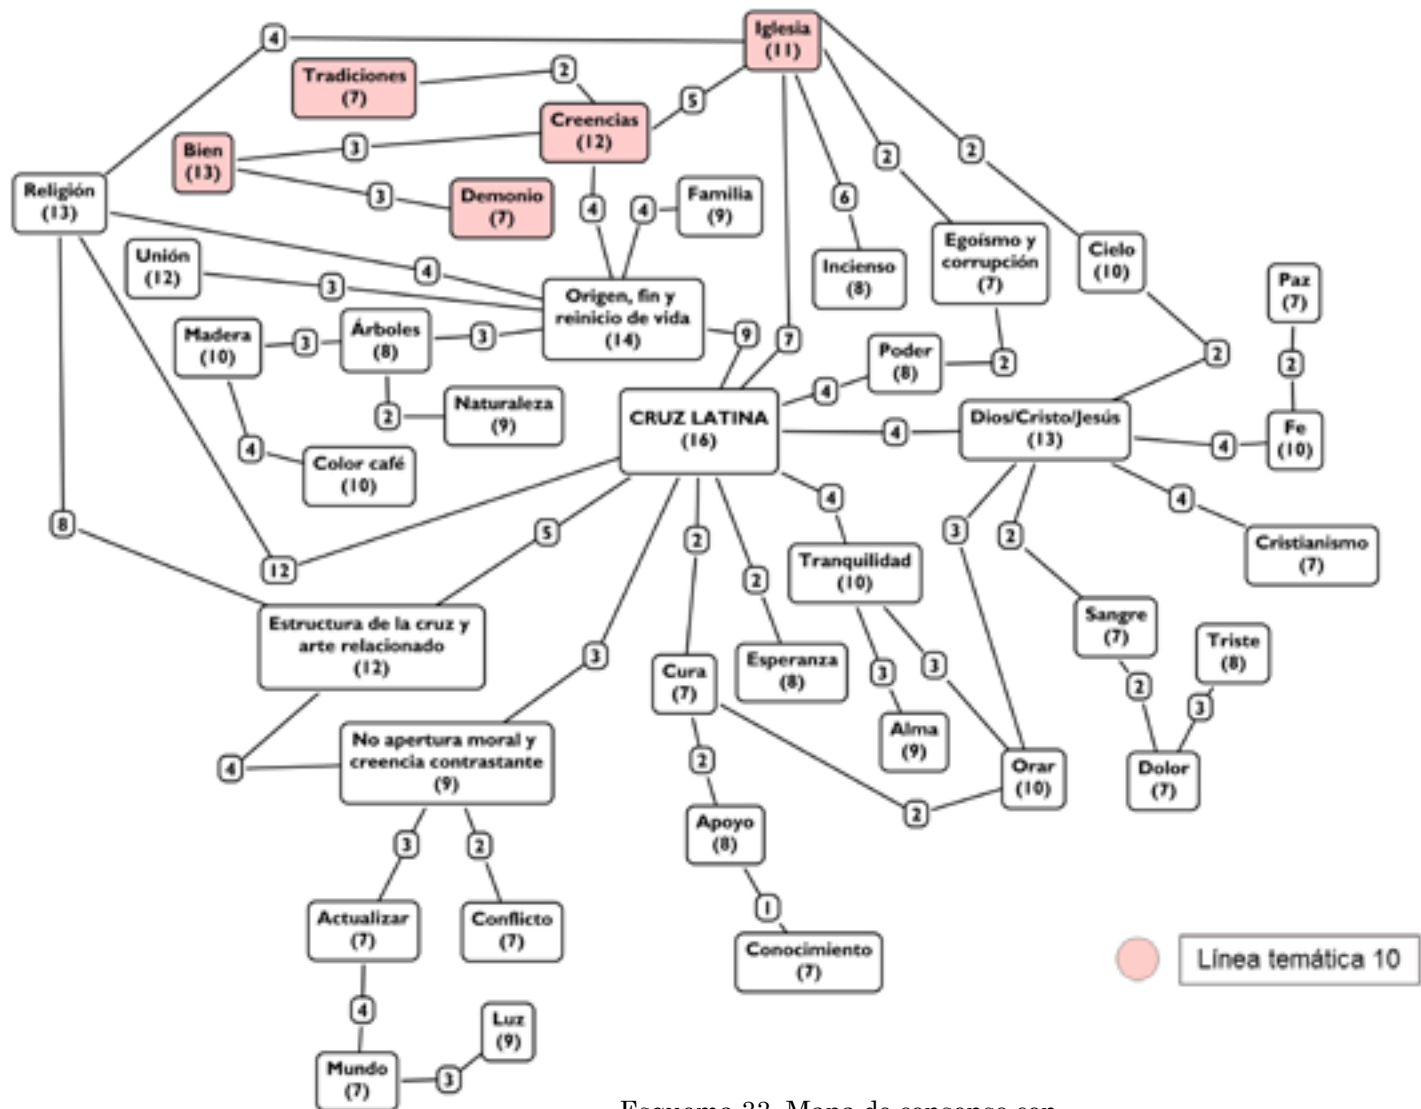 Iglesia
(11)
4
Tradiciones
(7)
2
5
Creencias
(12)
Bien
(13)
3
3
Demonio
(7)
Religión
(13)
4
4
Familia
(9)
6
2
2
Incienso
(8)
Egoísmo y
corrupción
(7)
Cielo
(10)
Paz
(7)
Unión
(12)
4
3
Origen, fin y
reinicio de vida
(14)
Madera
(10)
3
Árboles
(8)
3
9
7
Poder
(8)
2
2
2
4
2
Naturaleza
(9)
CRUZ LATINA
(16)
4
Dios/Cristo/Jesús
(13)
4
Fe
(10)
4
Color café
(10)
8
12
5
2
4
3
2
4
Cristianismo
(7)
Tranquilidad
(10)
2
Estructura de la cruz y
arte relacionado
(12)
3
Cura
(7)
Esperanza
(8)
3
3
Sangre
(7)
Triste
(8)
2
3
Alma
(9)
4
No apertura moral y
creencia contrastante
(9)
2
Orar
(10)
Dolor
(7)
2
Apoyo
(8)
3
2
1
Actualizar
(7)
Conflicto
(7)
Conocimiento
(7)
Línea temática 10
4
Luz
(9)
Mundo
(7)
3
Esquema 33. Mapa de consenso con